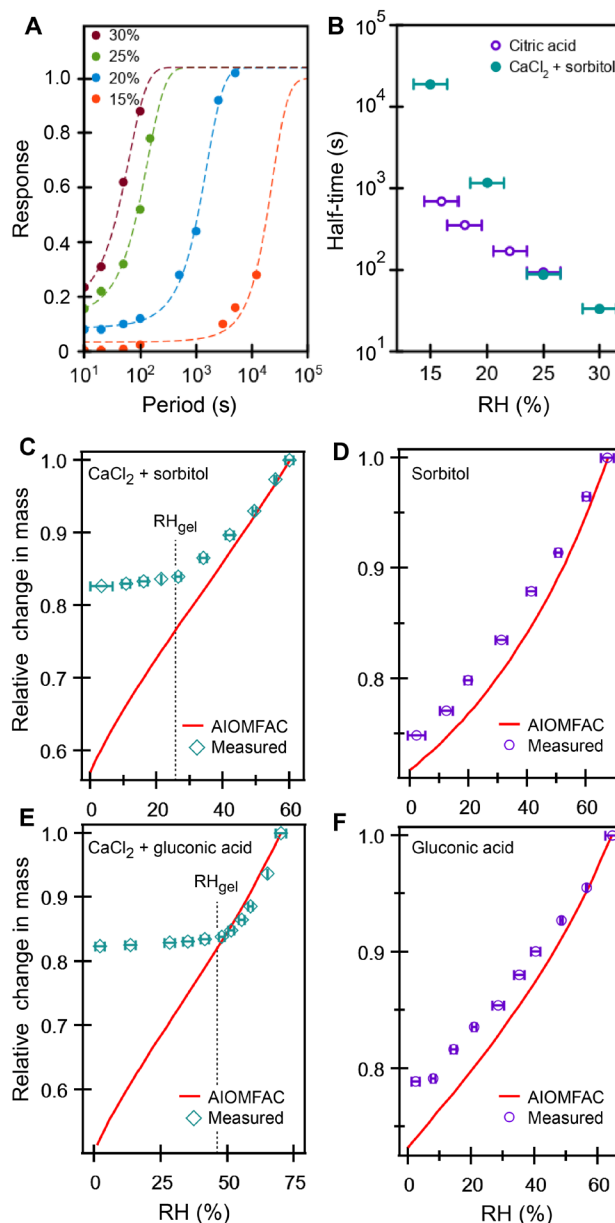 A
30%
25%
20%
15%
1.0
0.8
0.6
0.4
0.2
0
Response
10¹ 10² 10³ 10⁴ 10⁵
Period (s)
B
Citric acid
CaCl₂ + sorbitol
10⁵
10⁴
10³
10²
10¹
Half-time (s)
15 20 25 30
RH (%)
C
CaCl₂ + sorbitol
RH_gel
1.0
0.9
0.8
0.7
0.6
Relative change in mass
AIOMFAC
Measured
0 20 40 60
D
Sorbitol
1.0
0.9
0.8
AIOMFAC
Measured
0 20 40 60
E
CaCl₂ + gluconic acid
RH_gel
1.0
0.9
0.8
0.7
0.6
Relative change in mass
AIOMFAC
Measured
0 25 50 75
RH (%)
F
Gluconic acid
1.0
0.9
0.8
AIOMFAC
Measured
0 20 40 60
RH (%)